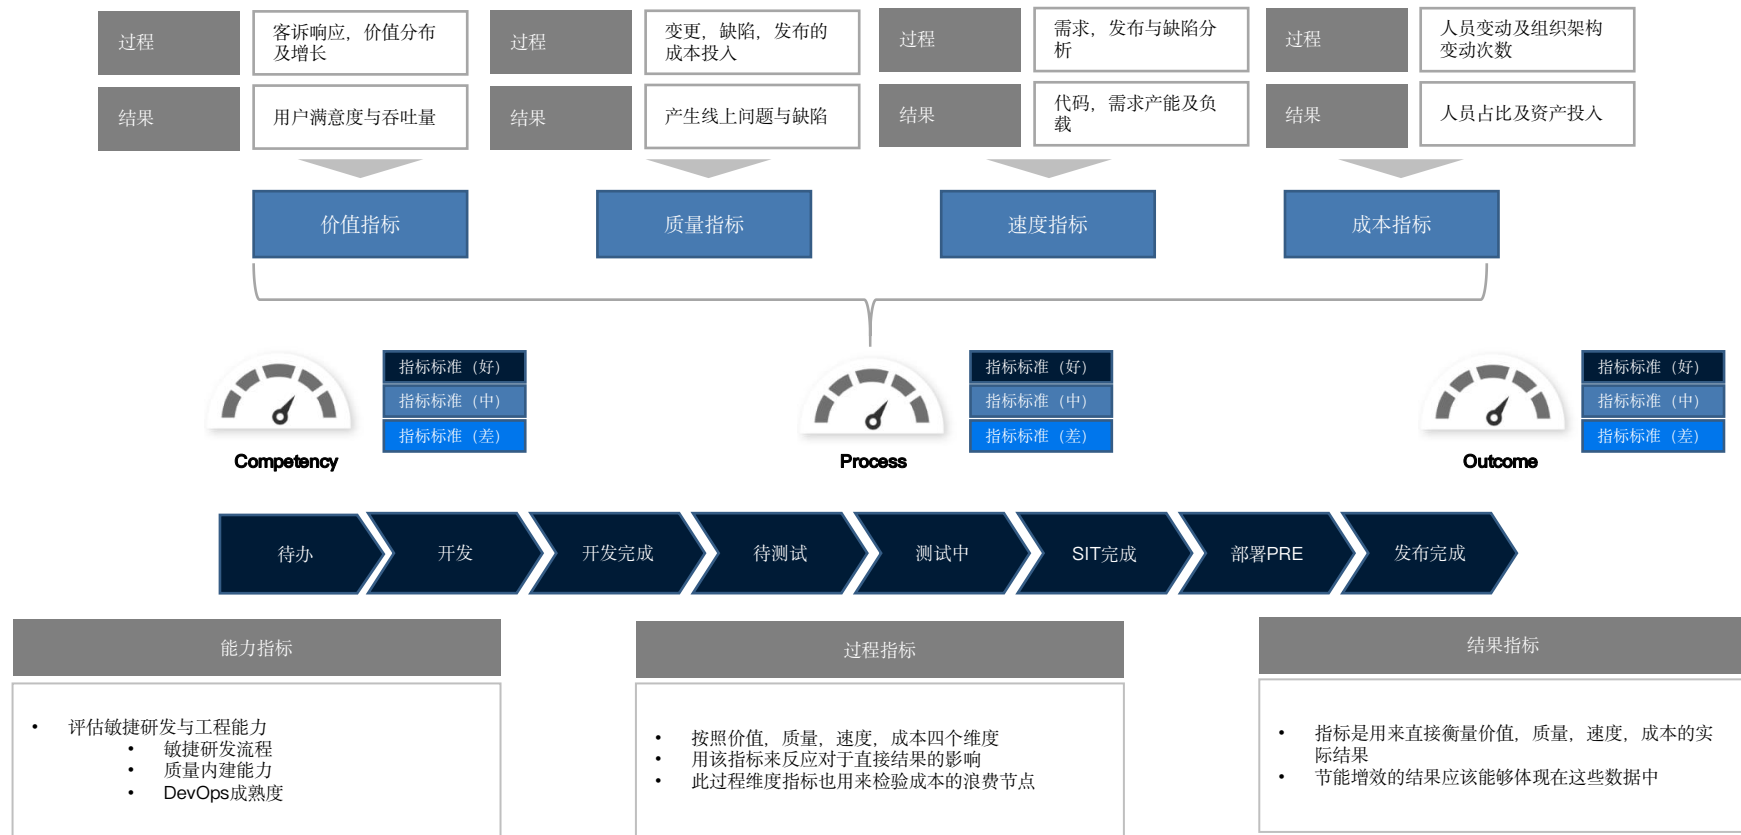 过程
客诉响应，价值分布
及增长
过程
变更，缺陷，发布的
成本投入
过程
需求，发布与缺陷分
析
过程
人员变动及组织架构
变动次数
结果
用户满意度与吞吐量
结果
产生线上问题与缺陷
结果
代码，需求产能及负
载
结果
人员占比及资产投入
价值指标
质量指标
速度指标
成本指标
指标标准（好）
指标标准（中）
指标标准（差）
Competency
指标标准（好）
指标标准（中）
指标标准（差）
Process
指标标准（好）
指标标准（中）
指标标准（差）
Outcome
待办
开发
开发完成
待测试
测试中
SIT完成
部署PRE
发布完成
能力指标
• 评估敏捷研发与工程能力
• 敏捷研发流程
• 质量内建能力
• DevOps成熟度
过程指标
• 按照价值，质量，速度，成本四个维度
• 用该指标来反应对于直接结果的影响
• 此过程维度指标也用来检验成本的浪费节点
结果指标
• 指标是用来直接衡量价值，质量，速度，成本的实
际结果
• 节能增效的结果应该能够体现在这些数据中